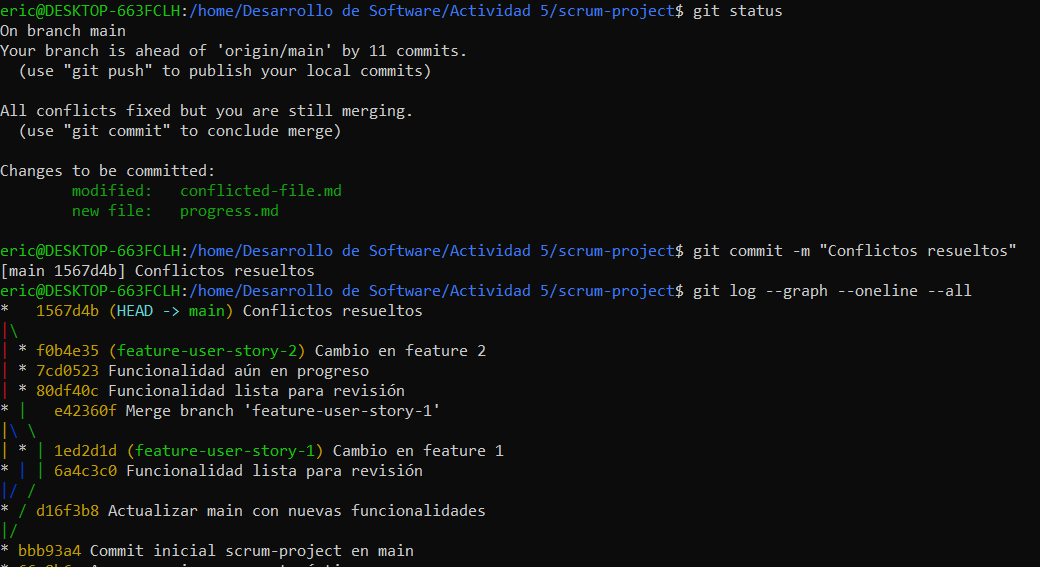 eric@DESKTOP-663FCLH:/home/Desarrollo de Software/Actividad 5/scrum-project$ git status
On branch main
Your branch is ahead of 'origin/main' by 11 commits.
  (use "git push" to publish your local commits)

All conflicts fixed but you are still merging.
  (use "git commit" to conclude merge)

Changes to be committed:
        modified:   conflicted-file.md
        new file:   progress.md

eric@DESKTOP-663FCLH:/home/Desarrollo de Software/Actividad 5/scrum-project$ git commit -m "Conflictos resueltos"
[main 1567d4b] Conflictos resueltos
eric@DESKTOP-663FCLH:/home/Desarrollo de Software/Actividad 5/scrum-project$ git log --graph --oneline --all
*   1567d4b (HEAD -> main) Conflictos resueltos
|\
| * f0b4e35 (feature-user-story-2) Cambio en feature 2
| * 7cd0523 Funcionalidad aún en progreso
| * 80df40c Funcionalidad lista para revisión
* |   e42360f Merge branch 'feature-user-story-1'
|\ \
| * | 1ed2d1d (feature-user-story-1) Cambio en feature 1
* | | 6a4c3c0 Funcionalidad lista para revisión
|/ /
* / d16f3b8 Actualizar main con nuevas funcionalidades
|/
* bbb93a4 Commit inicial scrum-project en main